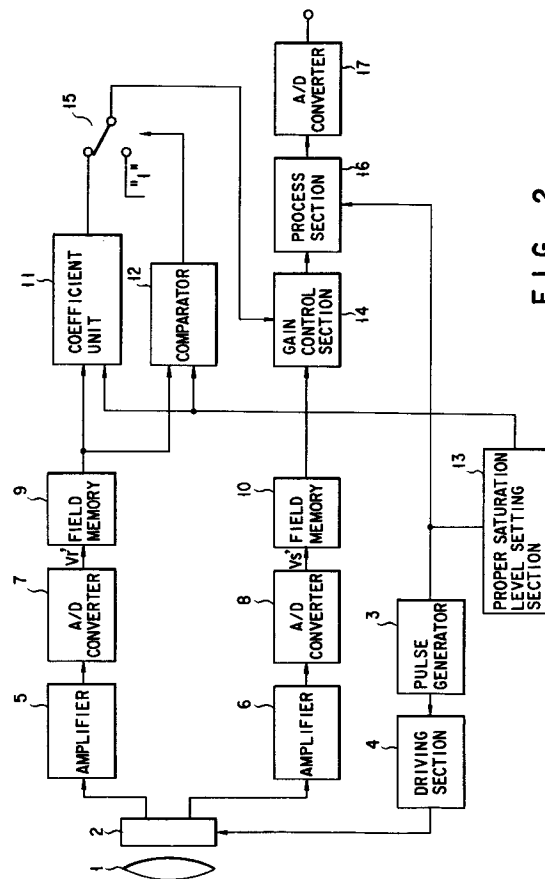 1
2
5
AMPLIFIER
7
A/D
CONVERTER
Vr'
9
FIELD
MEMORY
11
COEFFICIENT
UNIT
15
"1"
12
COMPARATOR
6
AMPLIFIER
8
A/D
CONVERTER
Vs'
10
FIELD
MEMORY
GAIN
CONTROL
SECTION
14
PROCESS
SECTION
16
A/D
CONVERTER
17
4
DRIVING
SECTION
3
PULSE
GENERATOR
13
PROPER SATURATION
LEVEL SETTING
SECTION
FIG. 2